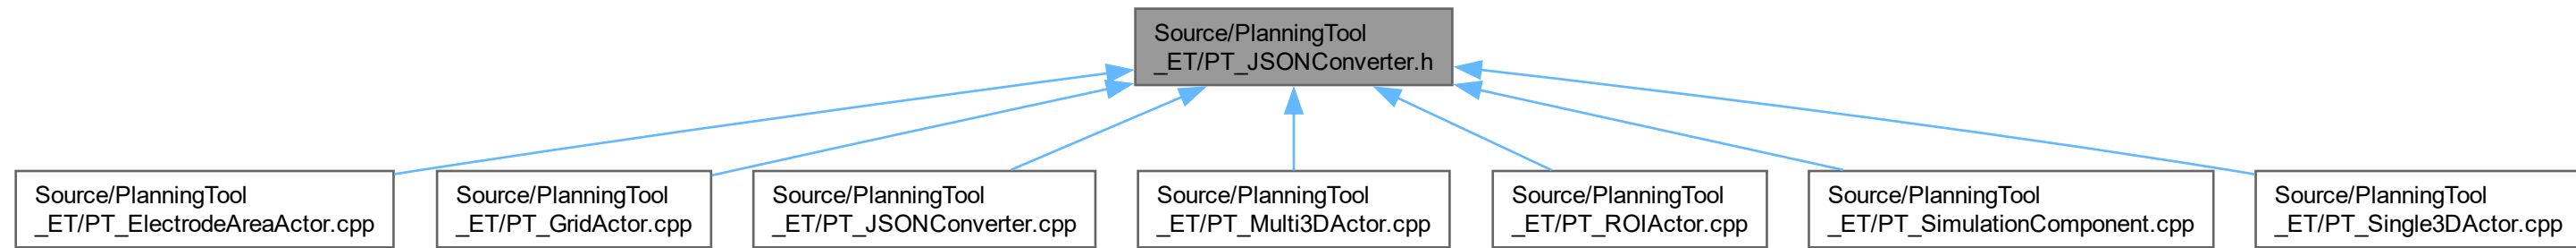 Source/PlanningTool
_ET/PT_JSONConverter.h
Source/PlanningTool
_ET/PT_ElectrodeAreaActor.cpp
Source/PlanningTool
_ET/PT_GridActor.cpp
Source/PlanningTool
_ET/PT_JSONConverter.cpp
Source/PlanningTool
_ET/PT_Multi3DActor.cpp
Source/PlanningTool
_ET/PT_ROIActor.cpp
Source/PlanningTool
_ET/PT_SimulationComponent.cpp
Source/PlanningTool
_ET/PT_Single3DActor.cpp